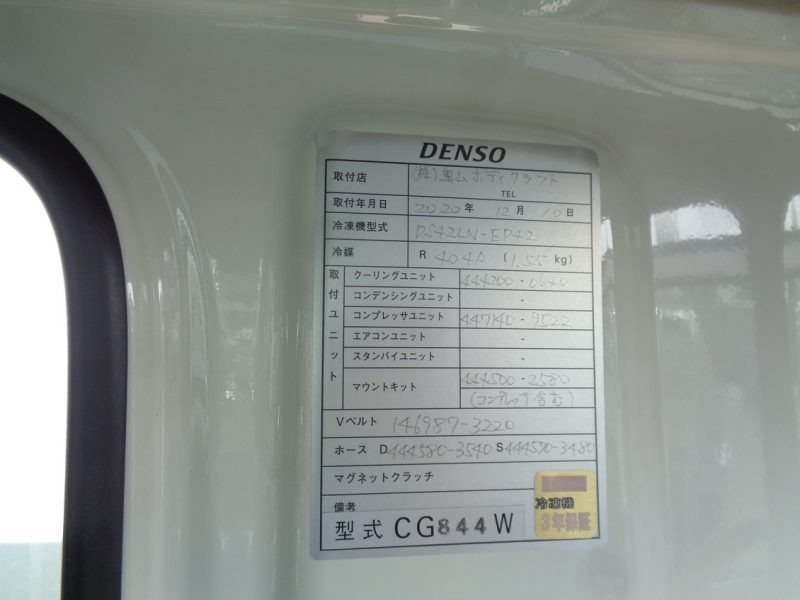 DENSO
取付店 (株)東山ボディクラフト
TEL
取付年月日 2020年 12月 10日
冷凍機型式 DS42LN-EP42
冷媒 R 404A (1.55kg)
取付ユニット
クーリングユニット 444200-6640
コンデンシングユニット -
コンプレッサユニット 447140-9522
エアコンユニット -
スタンバイユニット -
マウントキット 444500-2580
(コンプレッサ含む)
Vベルト 146987-3220
ホース D444580-3540 S444570-3480
マグネットクラッチ
備考
型式 CG844W
冷凍機
3年保証